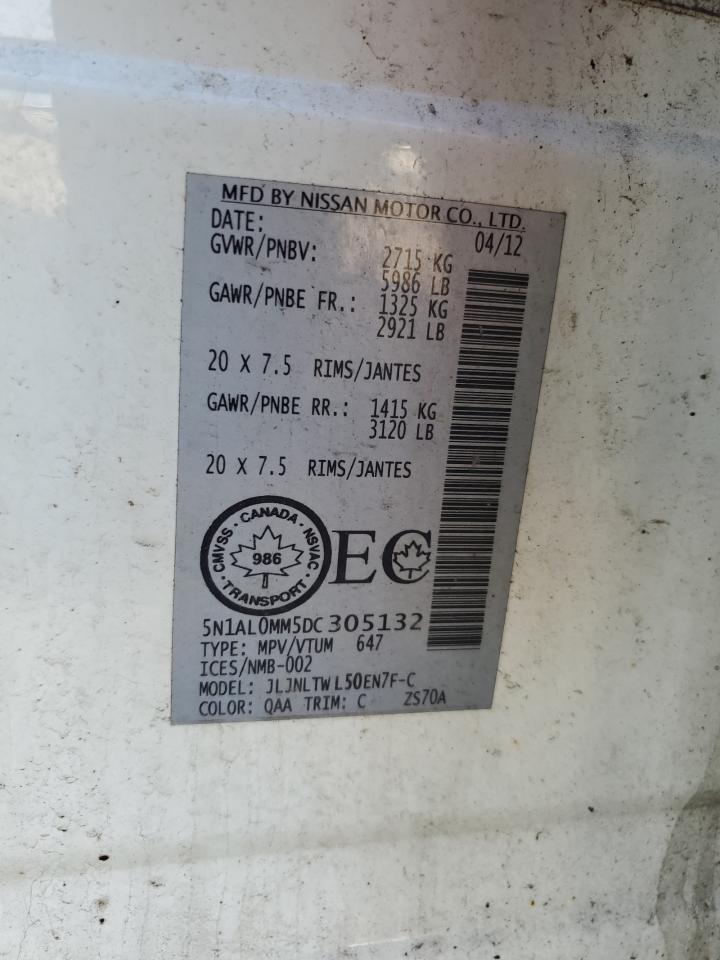 MFD BY NISSAN MOTOR CO., LTD.
DATE: 04/12
GVWR/PNBV: 2715 KG
5986 LB
GAWR/PNBE FR.: 1325 KG
2921 LB
20 X 7.5 RIMS/JANTES
GAWR/PNBE RR.: 1415 KG
3120 LB
20 X 7.5 RIMS/JANTES
CMVSS · CANADA · NSVAC · TRANSPORT ·
986
EC
5N1AL0MM5DC305132
TYPE: MPV/VTUM 647
ICES/NMB-002
MODEL: JLJNLTWL50EN7F-C
COLOR: QAA TRIM: C ZS70A